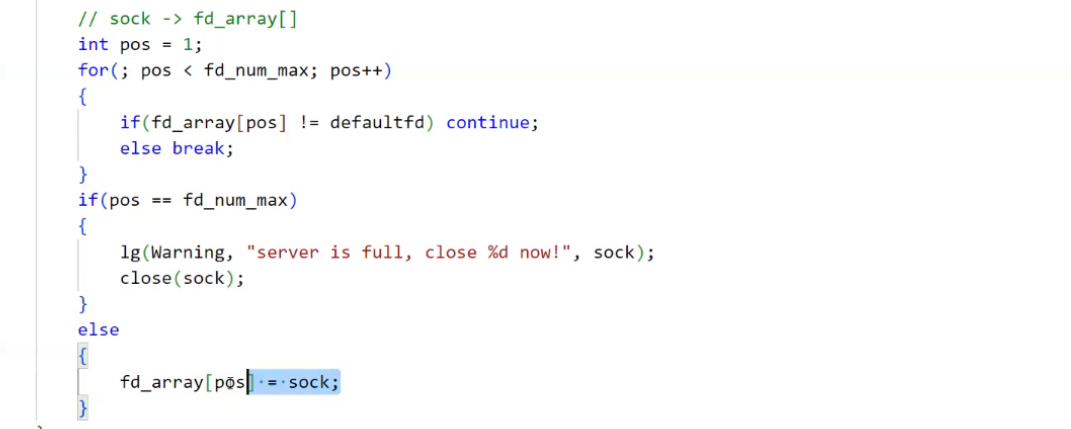 // sock -> fd_array[]
int pos = 1;
for(; pos < fd_num_max; pos++)
{
    if(fd_array[pos] != defaultfd) continue;
    else break;
}
if(pos == fd_num_max)
{
    lg(Warning, "server is full, close %d now!", sock);
    close(sock);
}
else
{
    fd_array[pos] = sock;
}